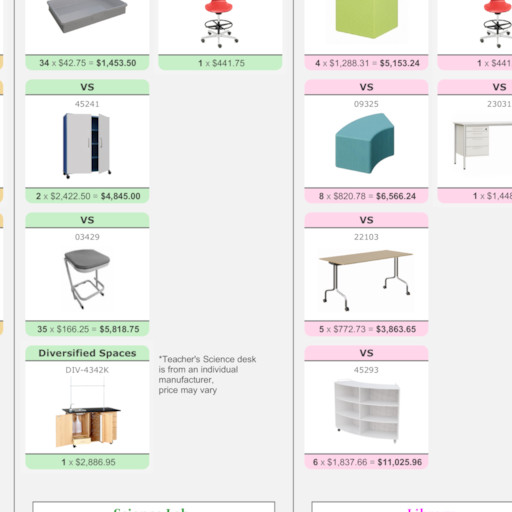 34 x $42.75 = $1,453.50
1 x $441.75
4 x $1,288.31 = $5,153.24
1 x $441
VS
45241
2 x $2,422.50 = $4,845.00
VS
09325
8 x $820.78 = $6,566.24
VS
23031
1 x $1,448
VS
03429
35 x $166.25 = $5,818.75
VS
22103
5 x $772.73 = $3,863.65
Diversified Spaces
DIV-4342K
1 x $2,886.95
*Teacher's Science desk
is from an individual
manufacturer,
price may vary
VS
45293
6 x $1,837.66 = $11,025.96